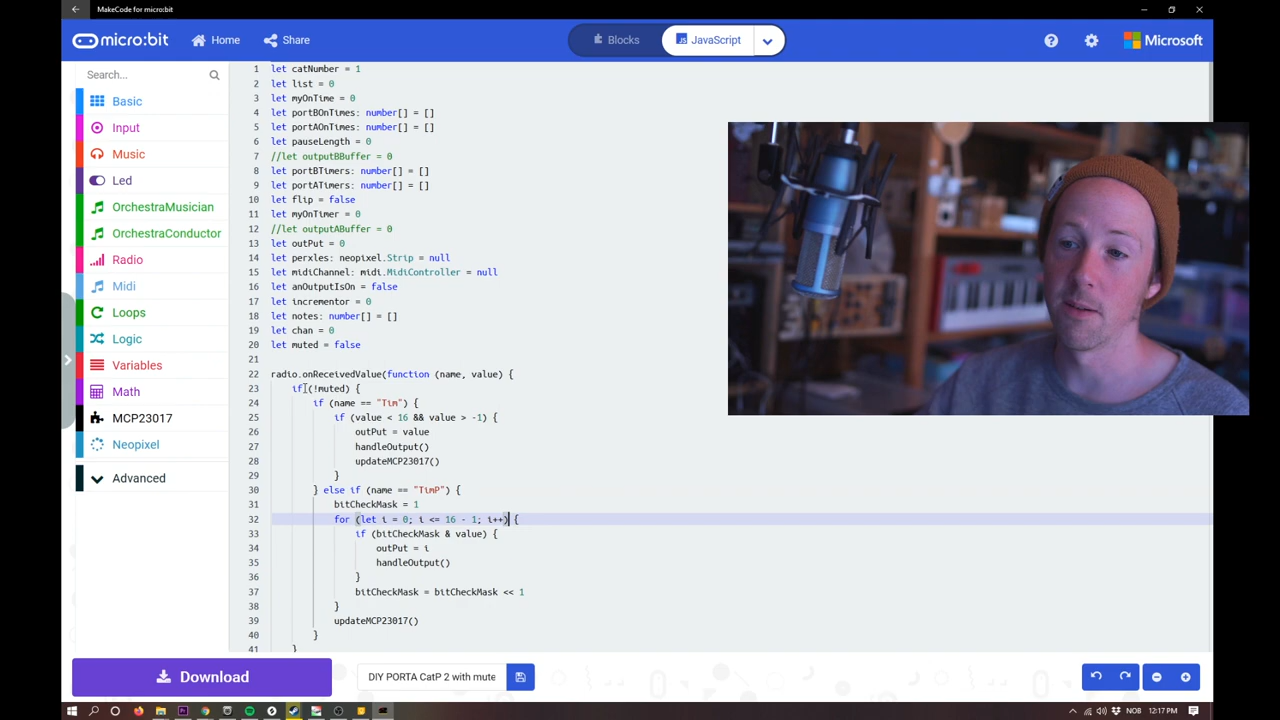 MakeCode for micro:bit
micro:bit
Home
Share
Blocks
JavaScript
Microsoft
Search...
Basic
Input
Music
Led
OrchestraMusician
OrchestraConductor
Radio
Midi
Loops
Logic
Variables
Math
MCP23017
Neopixel
Advanced
1 let catNumber = 1
2 let list = 0
3 let myOnTime = 0
4 let portBOnTimes: number[] = []
5 let portAOnTimes: number[] = []
6 let pauseLength = 0
7 //let outputBBuffer = 0
8 let portBTimers: number[] = []
9 let portATimers: number[] = []
10 let flip = false
11 let myOnTimer = 0
12 //let outputABuffer = 0
13 let outPut = 0
14 let perxles: neopixel.Strip = null
15 let midiChannel: midi.MidiController = null
16 let anOutputIsOn = false
17 let incrementor = 0
18 let notes: number[] = []
19 let chan = 0
20 let muted = false
21
22 radio.onReceivedValue(function (name, value) {
23 if (!muted) {
24 if (name == "Tim") {
25 if (value < 16 && value > -1) {
26 outPut = value
27 handleOutput()
28 updateMCP23017()
29 }
30 } else if (name == "TimP") {
31 bitCheckMask = 1
32 for (let i = 0; i <= 16 - 1; i++) {
33 if (bitCheckMask & value) {
34 outPut = i
35 handleOutput()
36 }
37 bitCheckMask = bitCheckMask << 1
38 }
39 updateMCP23017()
40 }
41 }
Download
DIY PORTA CatP 2 with mute
NOB
12:17 PM